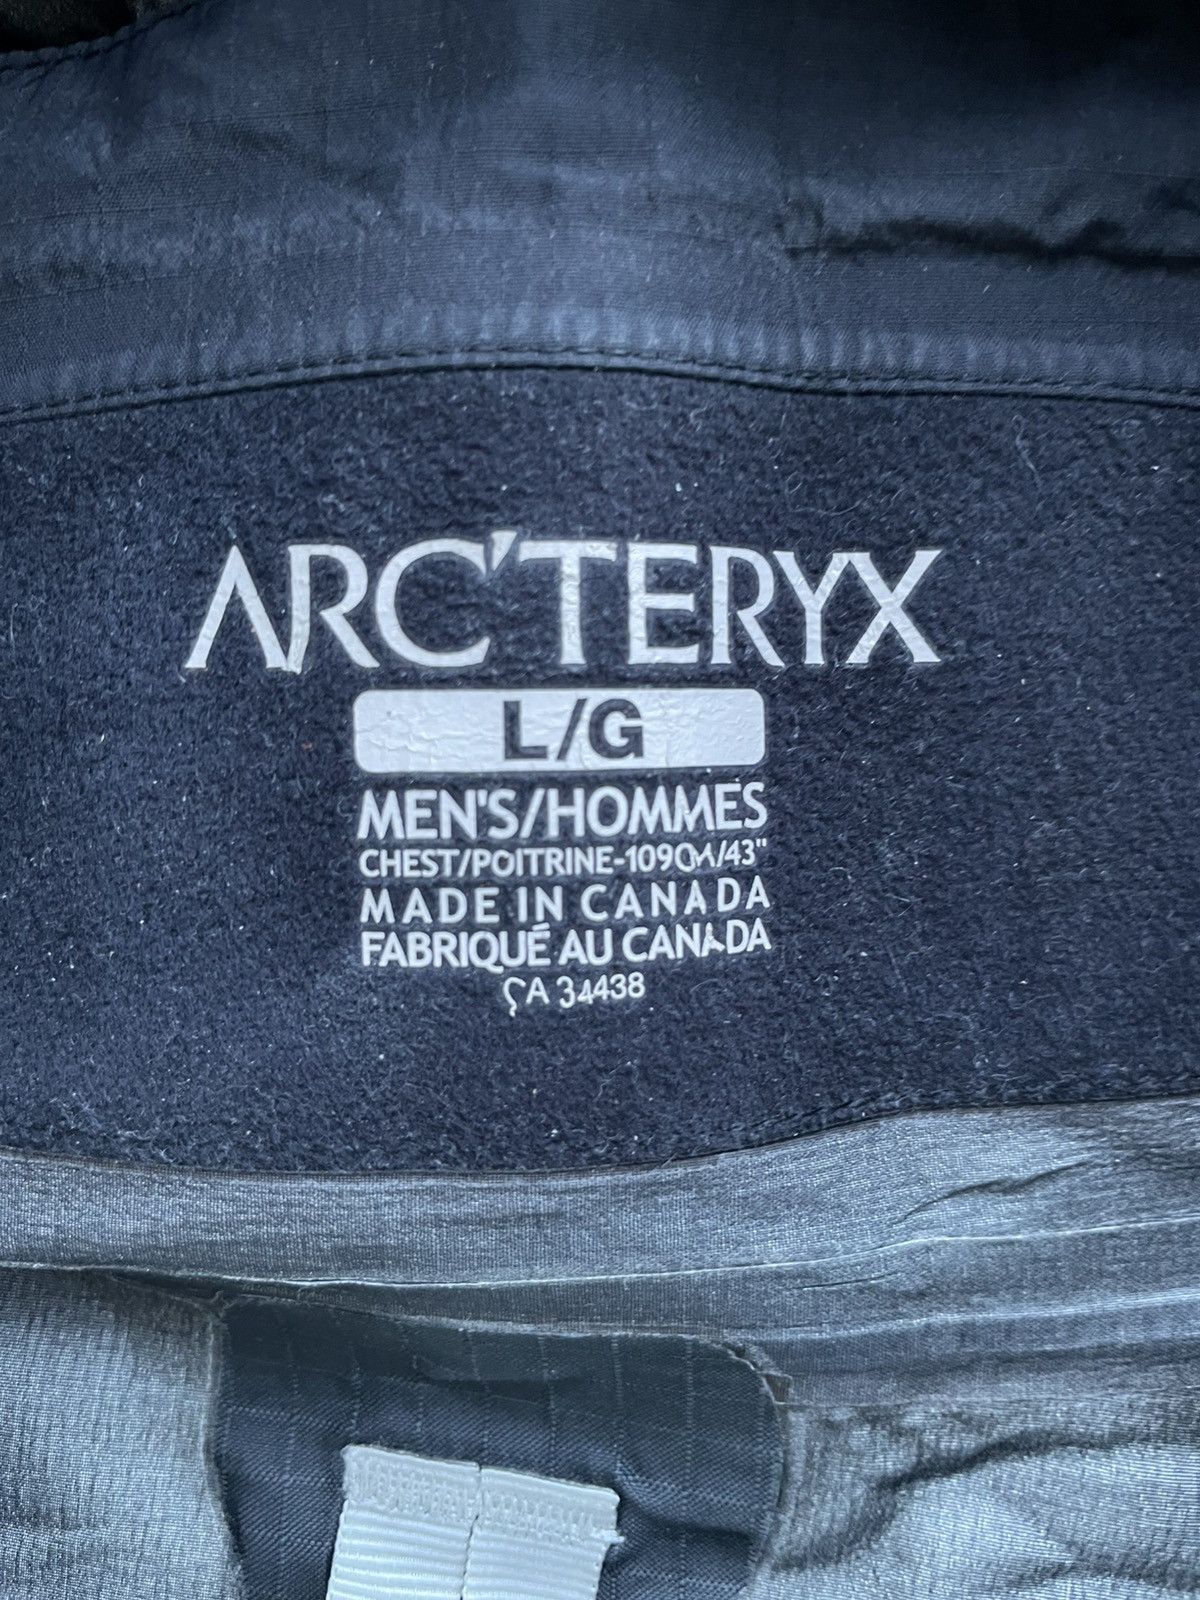 ARC'TERYX
L/G
MEN'S/HOMMES
CHEST/POITRINE-109CM/43"
MADE IN CANADA
FABRIQUÉ AU CANADA
CA 34438